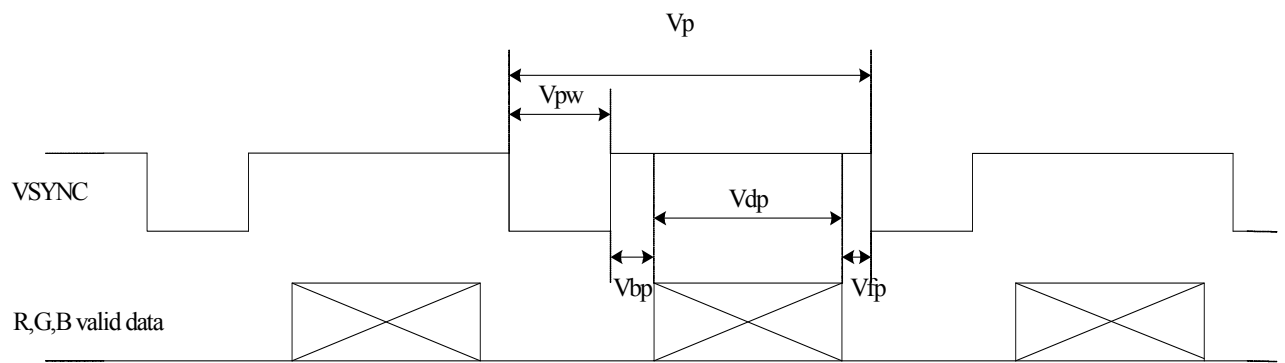 Vp
Vpw
VSYNC
Vdp
Vbp
Vfp
R,G,B valid data